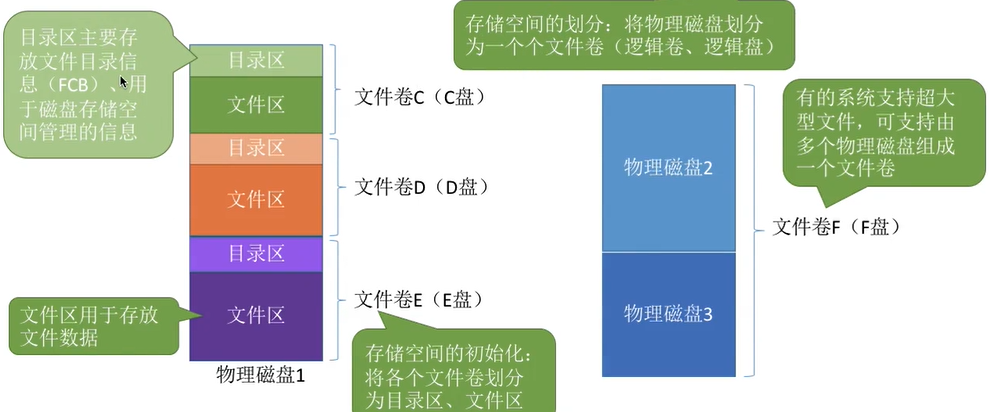 目录区主要存
放文件目录信
息（FCB）、用
于磁盘存储空
间管理的信息
存储空间的划分：将物理磁盘划分
为一个个文件卷（逻辑卷、逻辑盘）
目录区
文件区
文件卷C（C盘）
目录区
文件区
文件卷D（D盘）
目录区
文件区
文件卷E（E盘）
物理磁盘1
文件区用于存放
文件数据
存储空间的初始化：
将各个文件卷划分
为目录区、文件区
物理磁盘2
物理磁盘3
文件卷F（F盘）
有的系统支持超大
型文件，可支持由
多个物理磁盘组成
一个文件卷